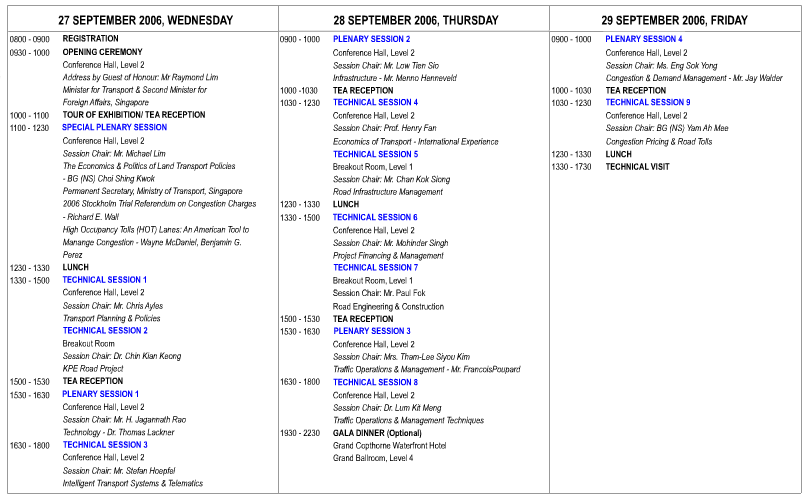 27 SEPTEMBER 2006, WEDNESDAY
0800 - 0900 REGISTRATION
0930 - 1000 OPENING CEREMONY
Conference Hall, Level 2
Address by Guest of Honour: Mr Raymond Lim
Minister for Transport & Second Minister for
Foreign Affairs, Singapore
1000 - 1100 TOUR OF EXHIBITION/ TEA RECEPTION
1100 - 1230 SPECIAL PLENARY SESSION
Conference Hall, Level 2
Session Chair: Mr. Michael Lim
The Economics & Politics of Land Transport Policies
- BG (NS) Choi Shing Kwok
Permanent Secretary, Ministry of Transport, Singapore
2006 Stockholm Trial Referendum on Congestion Charges
- Richard E. Wall
High Occupancy Tolls (HOT) Lanes: An American Tool to
Manange Congestion - Wayne McDaniel, Benjamin G.
Perez
1230 - 1330 LUNCH
1330 - 1500 TECHNICAL SESSION 1
Conference Hall, Level 2
Session Chair: Mr. Chris Ayles
Transport Planning & Policies
TECHNICAL SESSION 2
Breakout Room
Session Chair: Dr. Chin Kian Keong
KPE Road Project
1500 - 1530 TEA RECEPTION
1530 - 1630 PLENARY SESSION 1
Conference Hall, Level 2
Session Chair: Mr. H. Jagannath Rao
Technology - Dr. Thomas Lackner
1630 - 1800 TECHNICAL SESSION 3
Conference Hall, Level 2
Session Chair: Mr. Stefan Hoepfel
Intelligent Transport Systems & Telematics
28 SEPTEMBER 2006, THURSDAY
0900 - 1000 PLENARY SESSION 2
Conference Hall, Level 2
Session Chair: Mr. Low Tien Sio
Infrastructure - Mr. Menno Henneveld
1000 -1030 TEA RECEPTION
1030 - 1230 TECHNICAL SESSION 4
Conference Hall, Level 2
Session Chair: Prof. Henry Fan
Economics of Transport - International Experience
TECHNICAL SESSION 5
Breakout Room, Level 1
Session Chair: Mr. Chan Kok Siong
Road Infrastructure Management
1230 - 1330 LUNCH
1330 - 1500 TECHNICAL SESSION 6
Conference Hall, Level 2
Session Chair: Mr. Mohinder Singh
Project Financing & Management
TECHNICAL SESSION 7
Breakout Room, Level 1
Session Chair: Mr. Paul Fok
Road Engineering & Construction
1500 - 1530 TEA RECEPTION
1530 - 1630 PLENARY SESSION 3
Conference Hall, Level 2
Session Chair: Mrs. Tham-Lee Siyou Kim
Traffic Operations & Management - Mr. FrancoisPoupard
1630 - 1800 TECHNICAL SESSION 8
Conference Hall, Level 2
Session Chair: Dr. Lum Kit Meng
Traffic Operations & Management Techniques
1930 - 2230 GALA DINNER (Optional)
Grand Copthorne Waterfront Hotel
Grand Ballroom, Level 4
29 SEPTEMBER 2006, FRIDAY
0900 - 1000 PLENARY SESSION 4
Conference Hall, Level 2
Session Chair: Ms. Eng Sok Yong
Congestion & Demand Management - Mr. Jay Walder
1000 - 1030 TEA RECEPTION
1030 - 1230 TECHNICAL SESSION 9
Conference Hall, Level 2
Session Chair: BG (NS) Yam Ah Mee
Congestion Pricing & Road Tolls
1230 - 1330 LUNCH
1330 - 1730 TECHNICAL VISIT